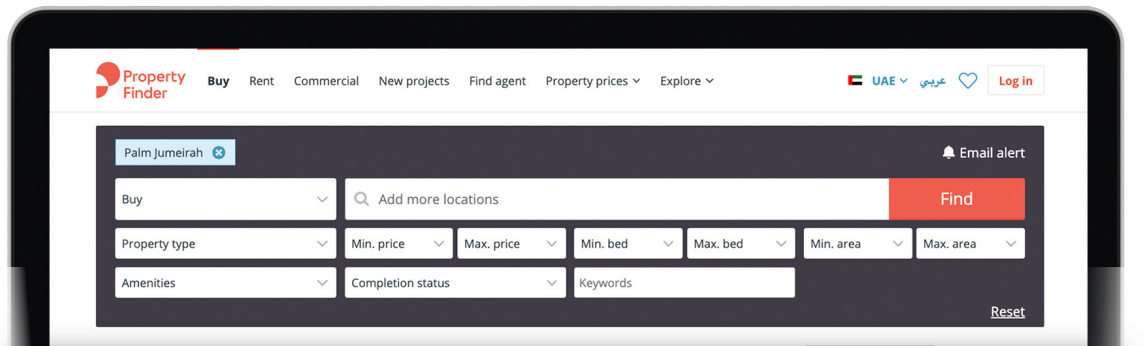 Property
Finder
Buy Rent Commercial New projects Find agent Property prices Explore UAE عربي Log in
Palm Jumeirah Email alert
Buy Add more locations Find
Property type Min. price Max. price Min. bed Max. bed Min. area Max. area
Amenities Completion status Keywords
Reset